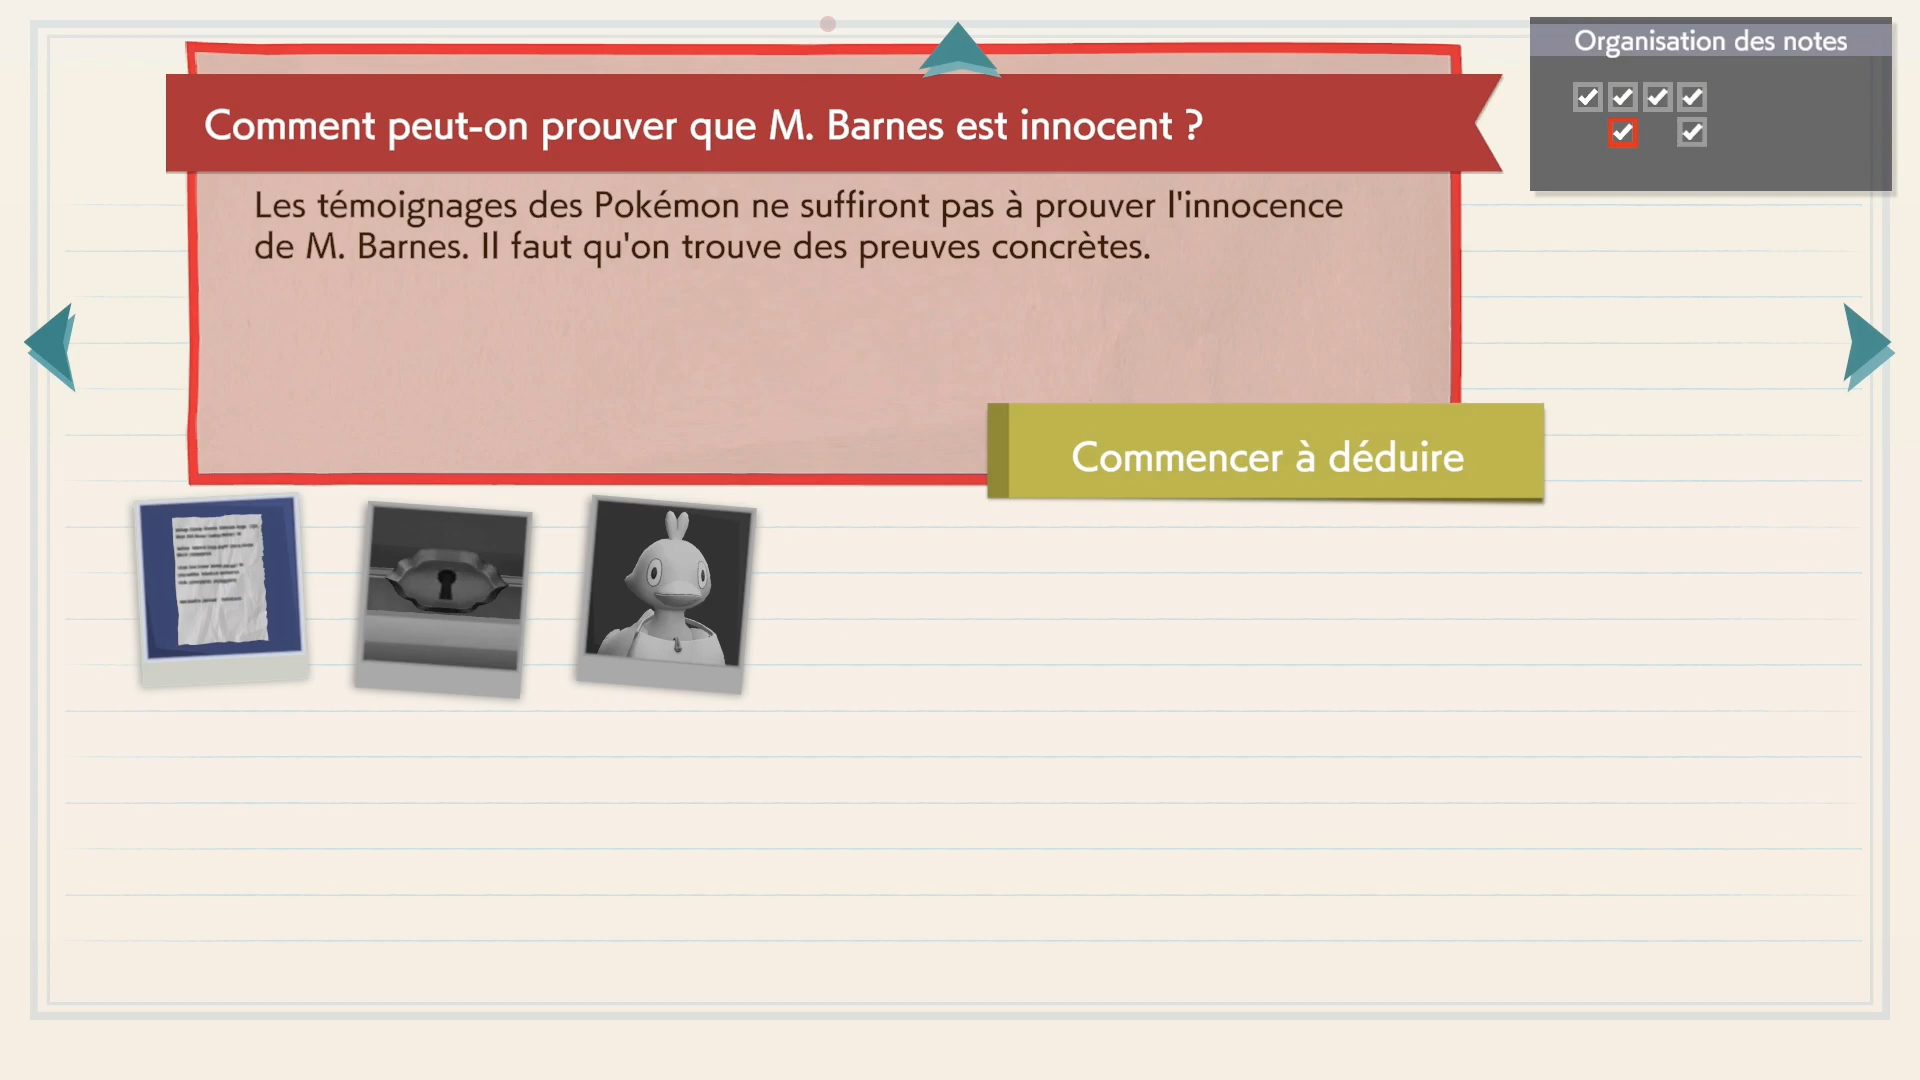 Organisation des notes
Comment peut-on prouver que M. Barnes est innocent ?
Les témoignages des Pokémon ne suffiront pas à prouver l'innocence
de M. Barnes. Il faut qu'on trouve des preuves concrètes.
Commencer à déduire